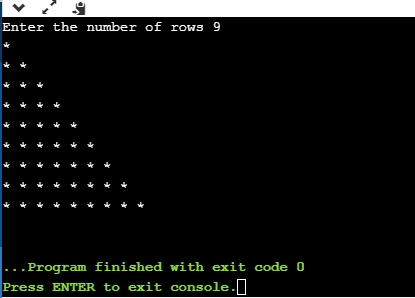 Enter the number of rows 9
*
* *
* * *
* * * *
* * * * *
* * * * * *
* * * * * * *
* * * * * * * *
* * * * * * * * *
...Program finished with exit code 0
Press ENTER to exit console.